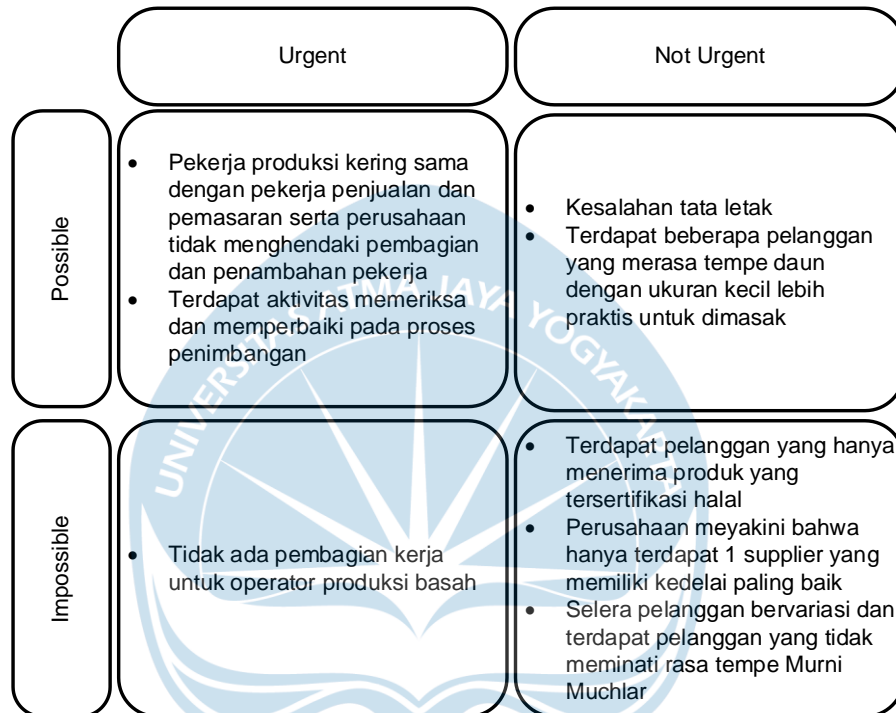 Urgent
Not Urgent
Possible
• Pekerja produksi kering sama
dengan pekerja penjualan dan
pemasaran serta perusahaan
tidak menghendaki pembagian
dan penambahan pekerja
• Terdapat aktivitas memeriksa
dan memperbaiki pada proses
penimbangan
• Kesalahan tata letak
• Terdapat beberapa pelanggan
yang merasa tempe daun
dengan ukuran kecil lebih
praktis untuk dimasak
Impossible
• Tidak ada pembagian kerja
untuk operator produksi basah
• Terdapat pelanggan yang hanya
menerima produk yang
tersertifikasi halal
• Perusahaan meyakini bahwa
hanya terdapat 1 supplier yang
memiliki kedelai paling baik
• Selera pelanggan bervariasi dan
terdapat pelanggan yang tidak
meminati rasa tempe Murni
Muchlar
UNIVERSITAS ATMA JAYA YOGYAKARTA